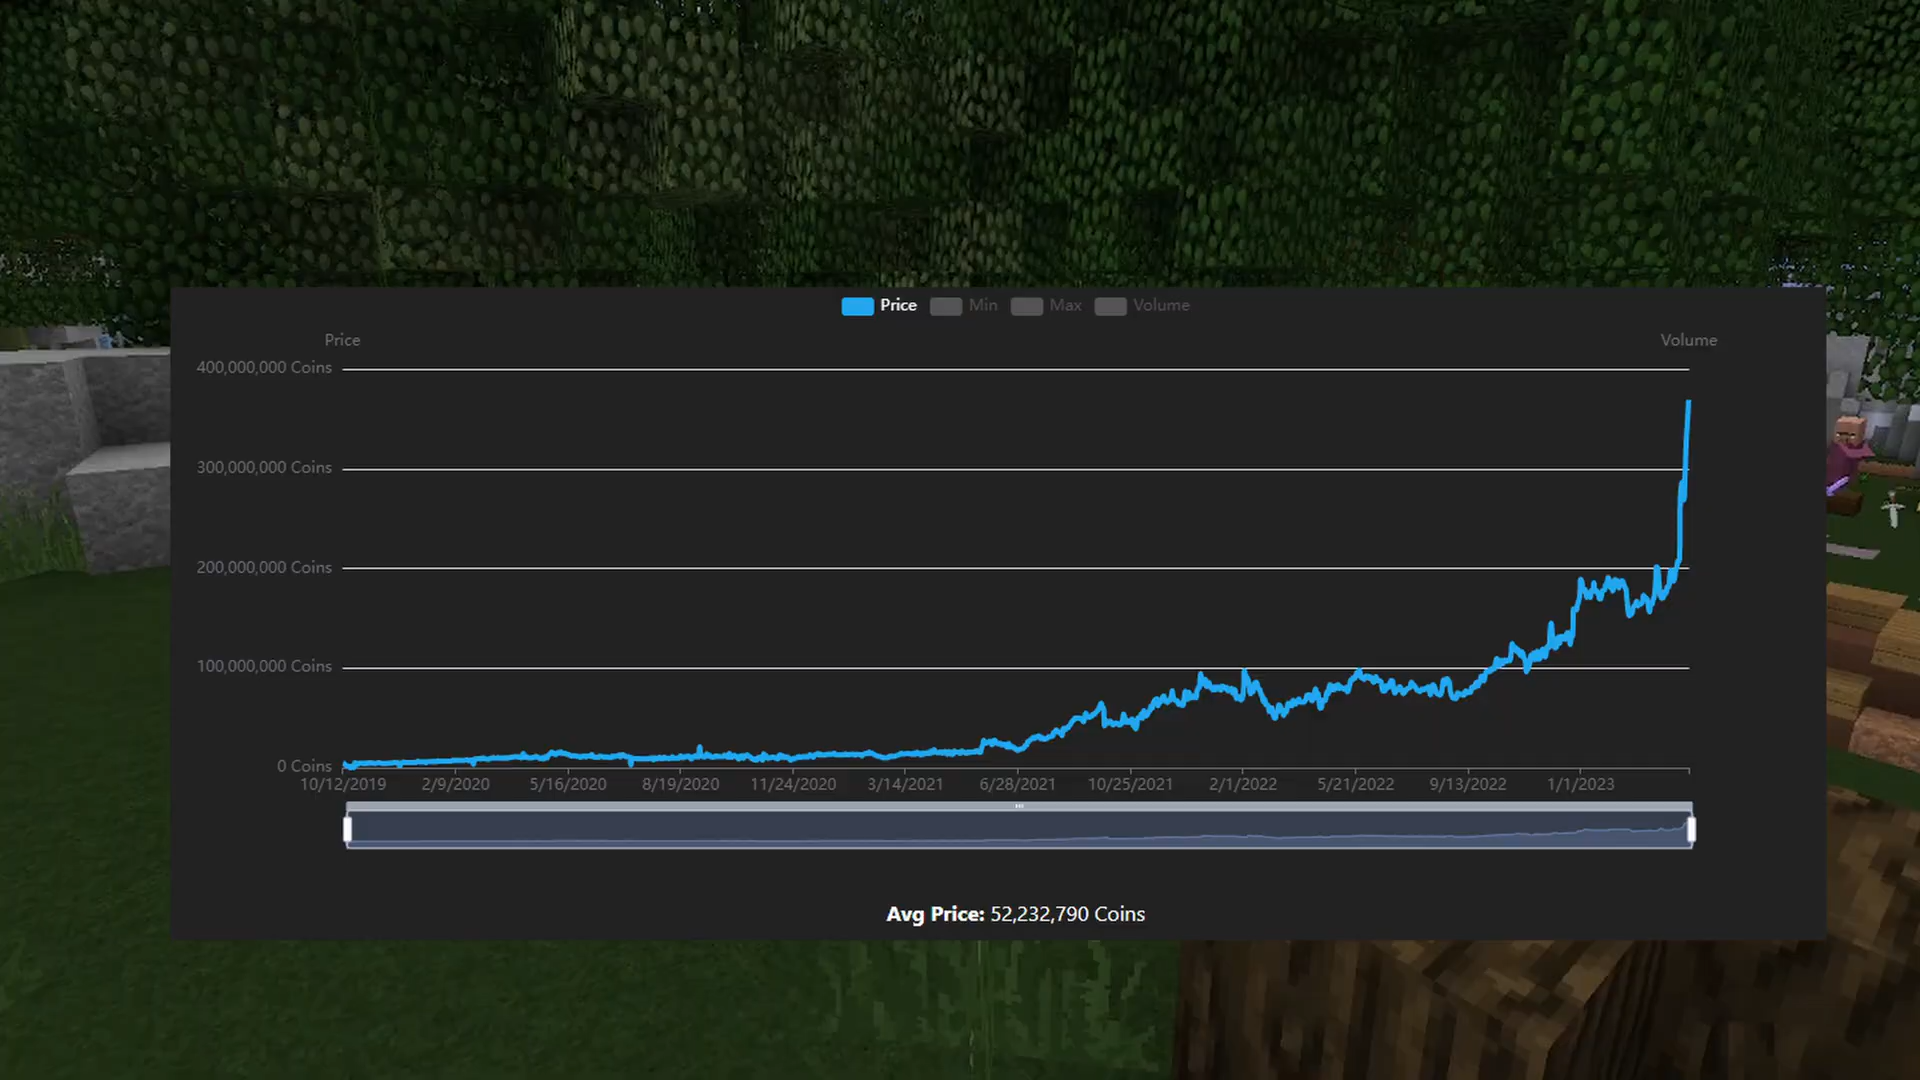 Price Min Max Volume
Price Volume
400,000,000 Coins
300,000,000 Coins
200,000,000 Coins
100,000,000 Coins
0 Coins
10/12/2019 2/9/2020 5/16/2020 8/19/2020 11/24/2020 3/14/2021 6/28/2021 10/25/2021 2/1/2022 5/21/2022 9/13/2022 1/1/2023
Avg Price: 52,232,790 Coins